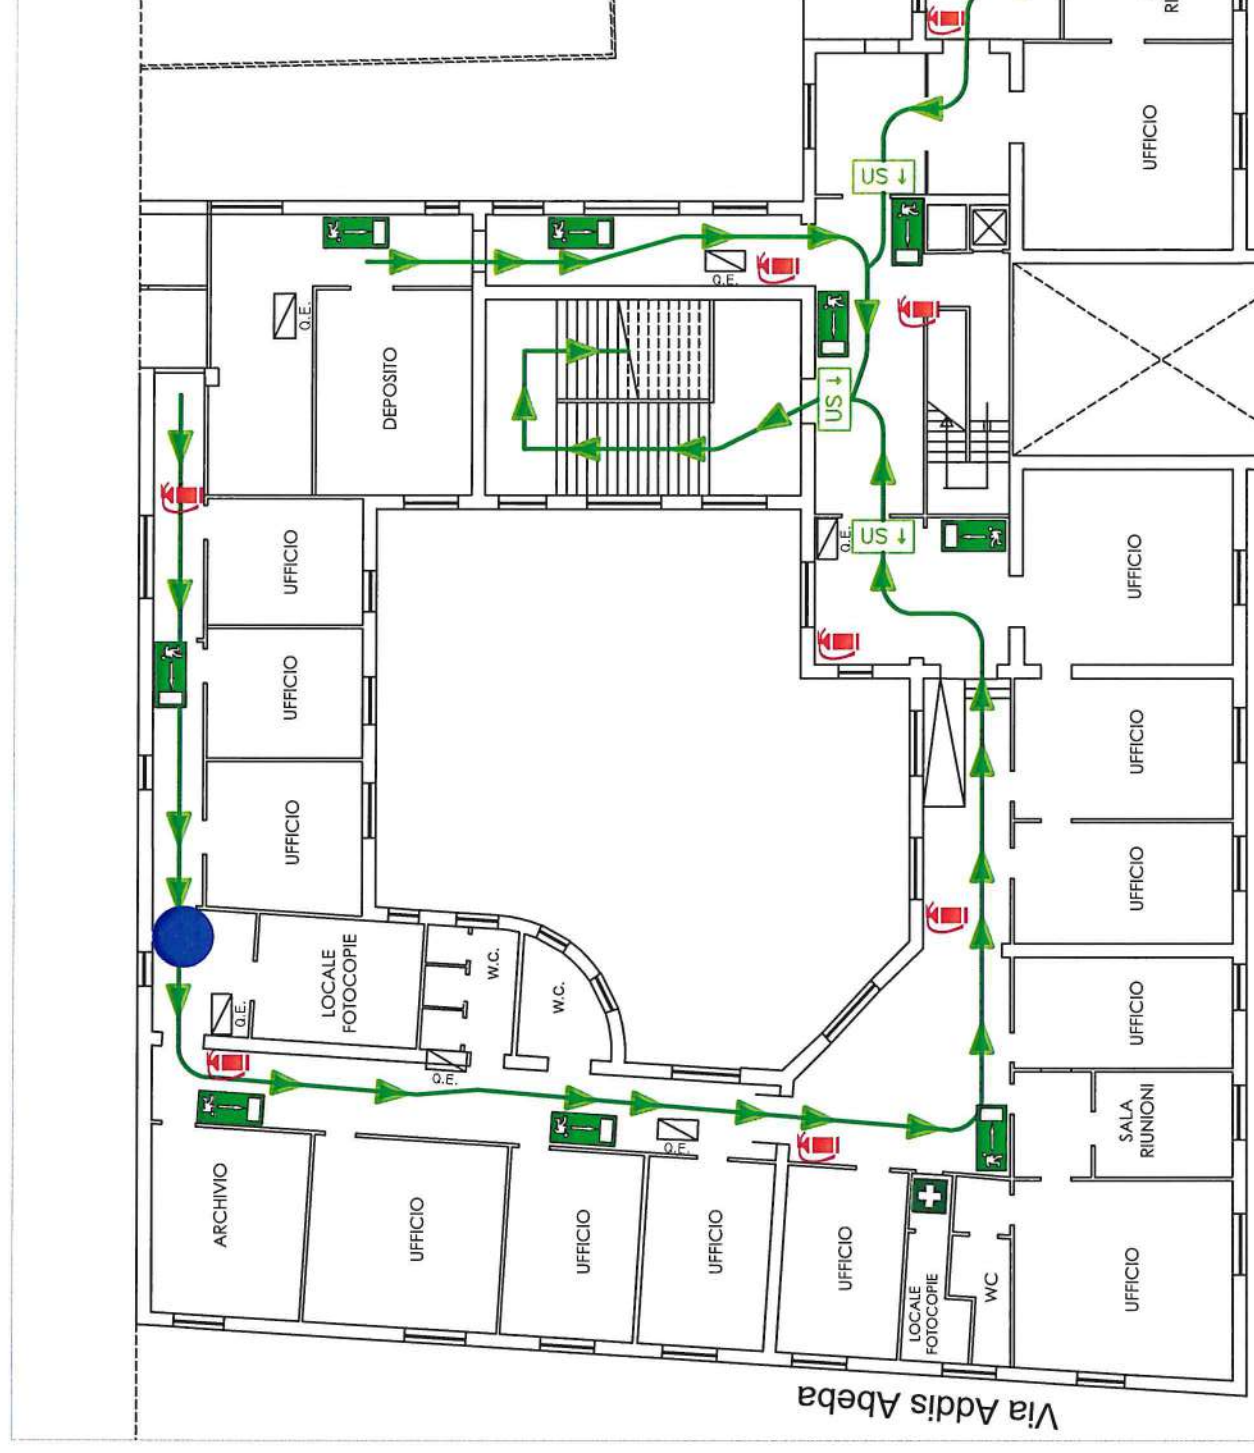 RI
UFFICIO
US ↓
Q.E.
Q.E.
DEPOSITO
US ↓
UFFICIO
Q.E.
US ↓
UFFICIO
UFFICIO
UFFICIO
UFFICIO
UFFICIO
LOCALE
FOTOCOPIE
W.C.
W.C.
Q.E.
UFFICIO
Q.E.
Q.E.
SALA
RIUNIONI
ARCHIVIO
UFFICIO
UFFICIO
UFFICIO
UFFICIO
LOCALE
FOTOCOPIE
WC
UFFICIO
Via Addis Abeba